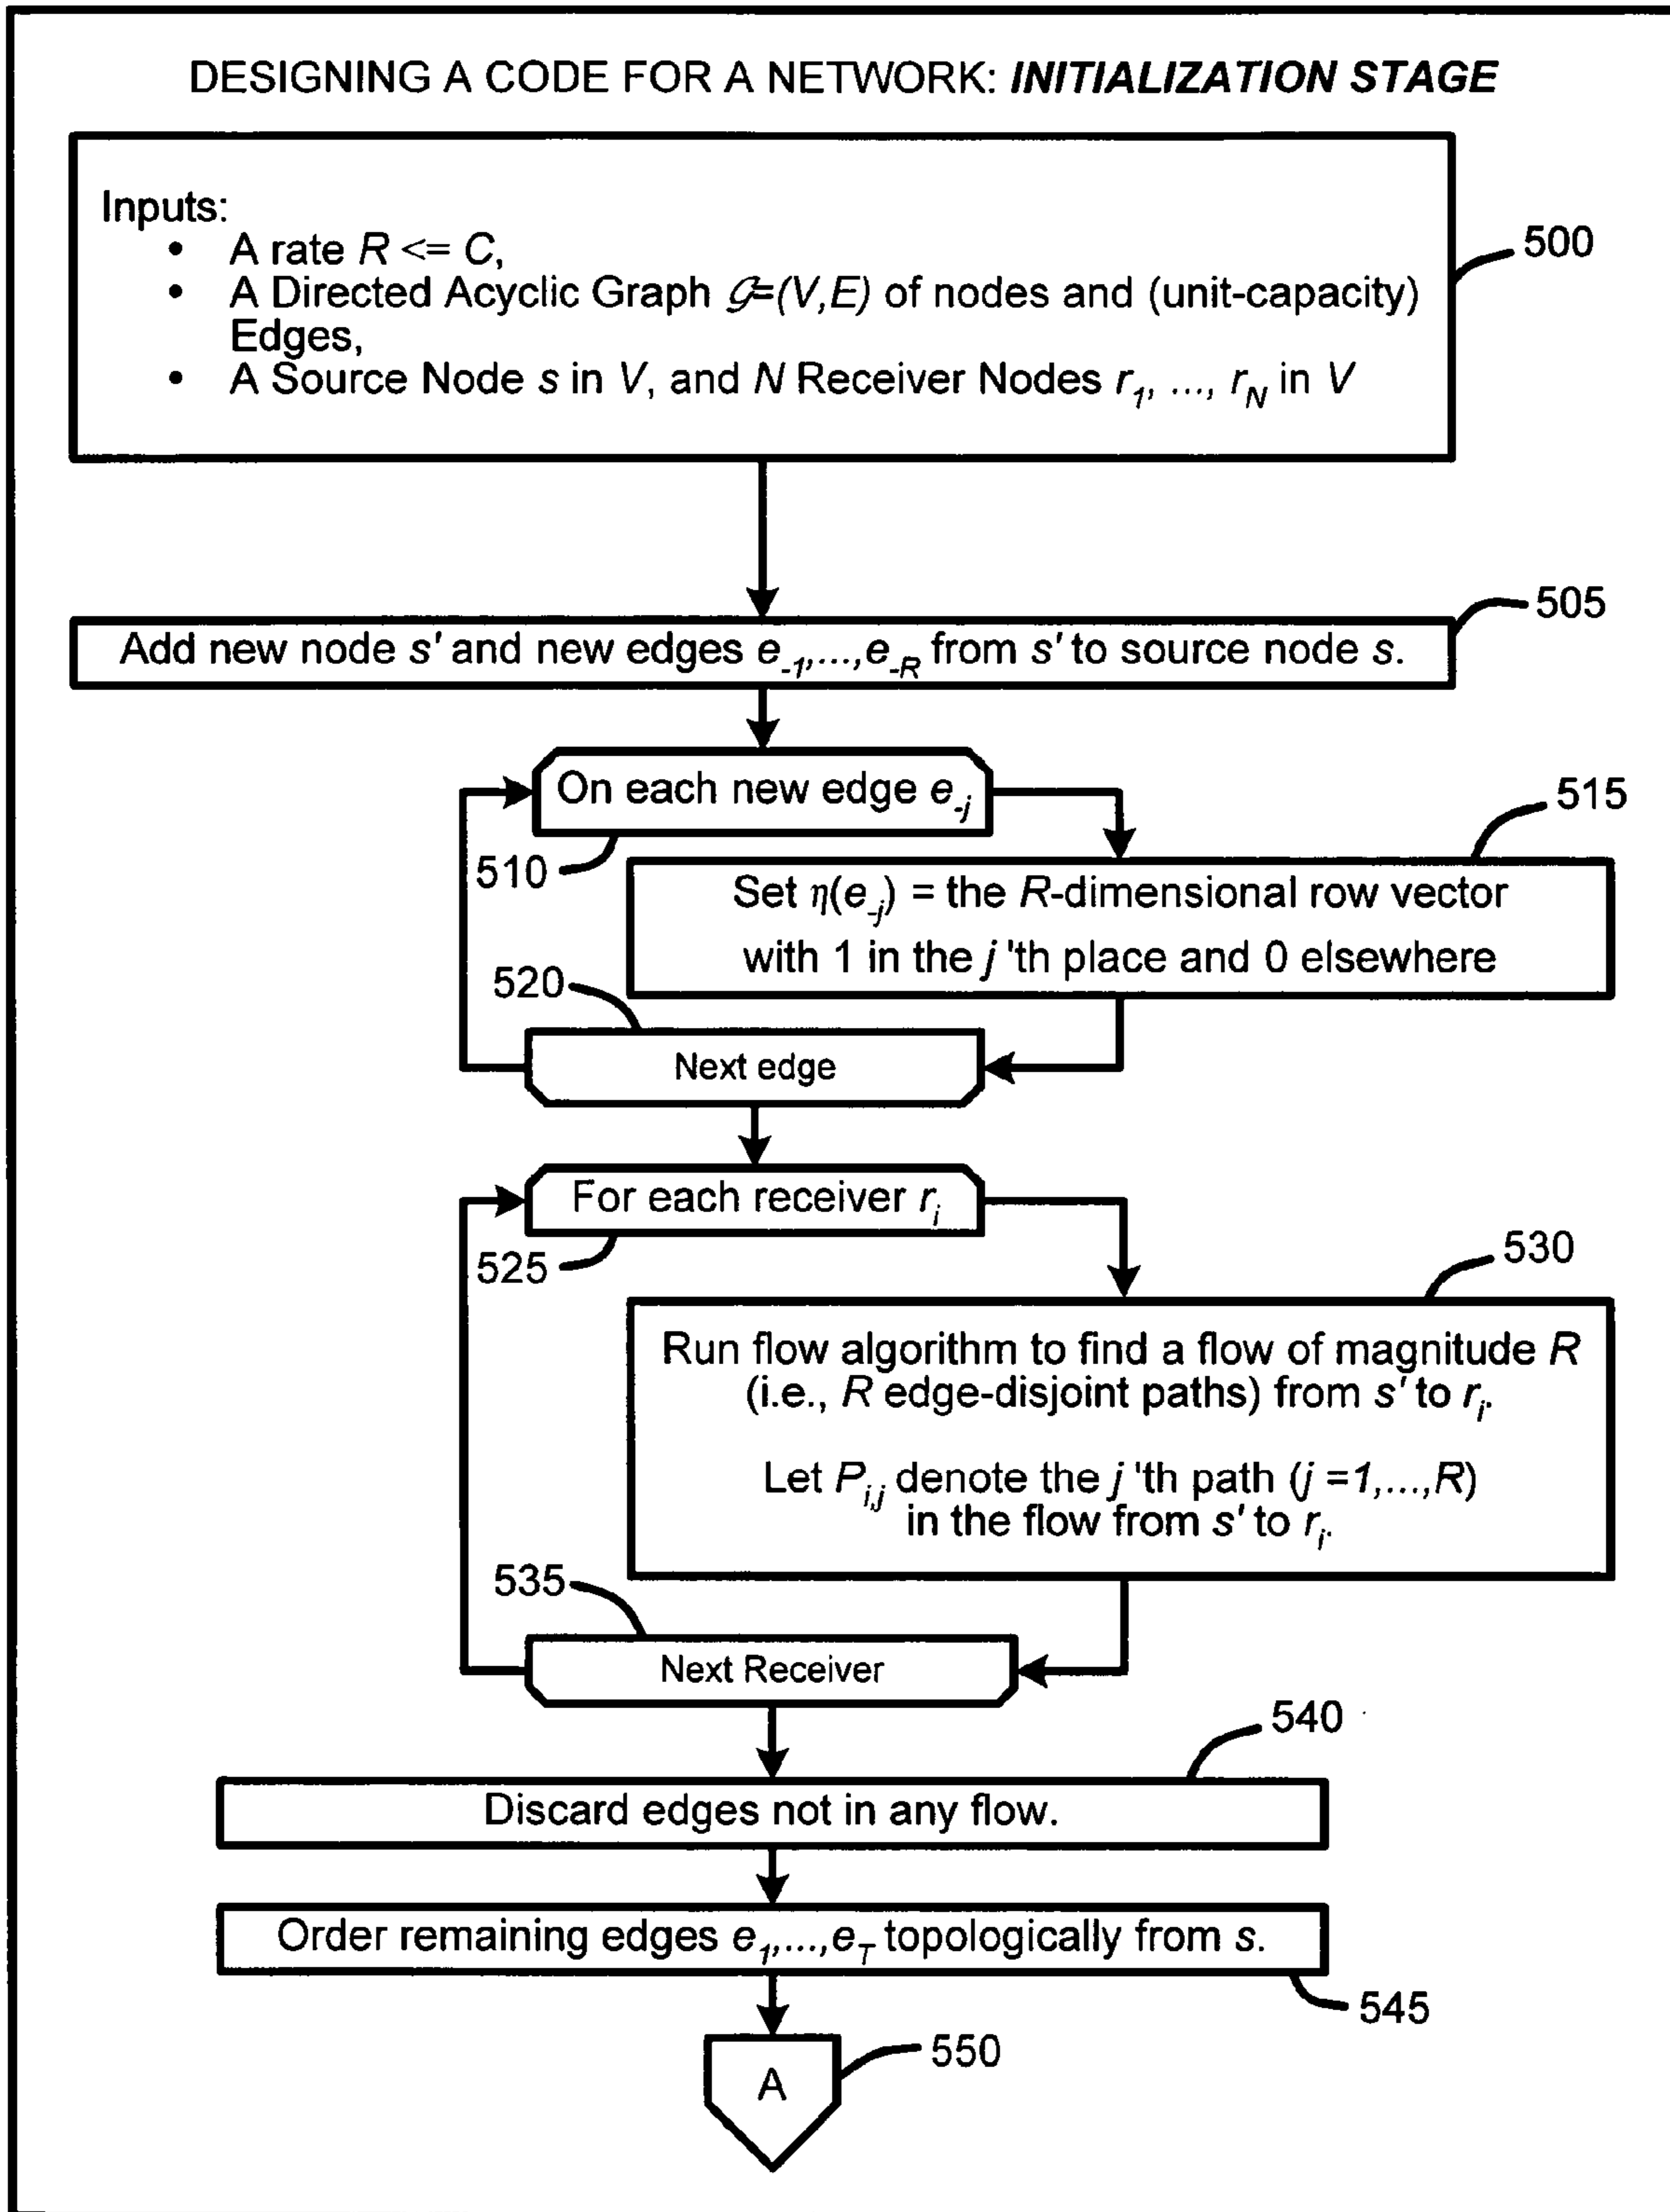 DESIGNING A CODE FOR A NETWORK: INITIALIZATION STAGE
Inputs:
• A rate R <= C,
• A Directed Acyclic Graph 𝒢=(V,E) of nodes and (unit-capacity)
Edges,
• A Source Node s in V, and N Receiver Nodes r1, ..., rN in V
500
505
Add new node s' and new edges e-1,...,e-R from s' to source node s.
On each new edge e-j
510
515
Set η(e-j) = the R-dimensional row vector
with 1 in the j 'th place and 0 elsewhere
520
Next edge
For each receiver ri
525
530
Run flow algorithm to find a flow of magnitude R
(i.e., R edge-disjoint paths) from s' to ri.
Let Pi,j denote the j 'th path (j =1,...,R)
in the flow from s' to ri.
535
Next Receiver
540
Discard edges not in any flow.
Order remaining edges e1,...,eT topologically from s.
545
550
A